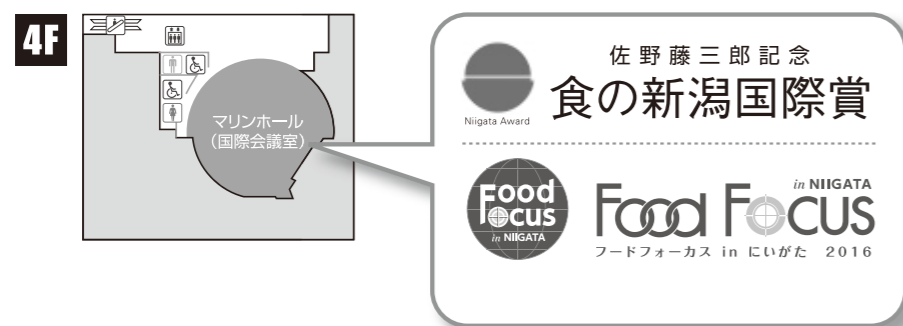 4F
マリンホール
（国際会議室）
Niigata Award
佐野藤三郎記念
食の新潟国際賞
Food
Focus
in NIIGATA
Food Focus
in NIIGATA
フードフォーカス in にいがた 2016